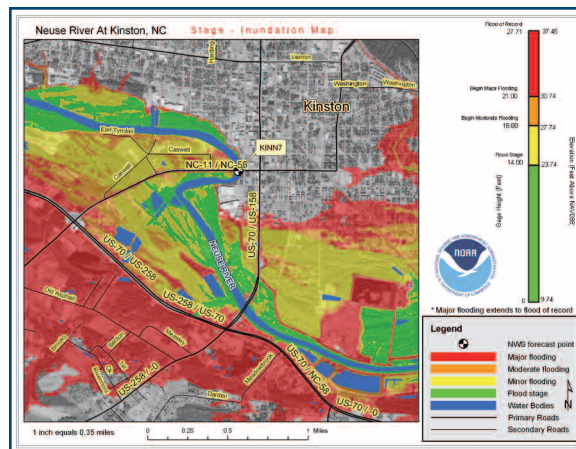 Neuse River At Kinston, NC
Stage - Inundation Map
Harding
Vernon
Washington
Washington
Kinston
Earl Tyndall
Caswell
KINN7
NC-11 / NC-55
Caswell
US-70 / US-158
US-70 / US-258
NEUSE RIVER
US-258 / US-70
Old Asphalt
Meadowbrook
US-70 / NC-58
US-258 / -0
Darden
US-70 / -0
1 inch equals 0.35 miles
0 0.25 0.5 1 Miles
Flood of Record
27.71 37.45
Begin Major Flooding
21.00 30.74
Begin Moderate Flooding
18.00 27.74
Flood Stage
14.00 23.74
0 9.74
Gage Height (Feet)
Elevation (Feet Above NAVD88)
NOAA
* Major flooding extends to flood of record
Legend
NWS forecast point
Major flooding
Moderate flooding
Minor flooding
Flood stage
Water Bodies
Primary Roads
Secondary Roads
N